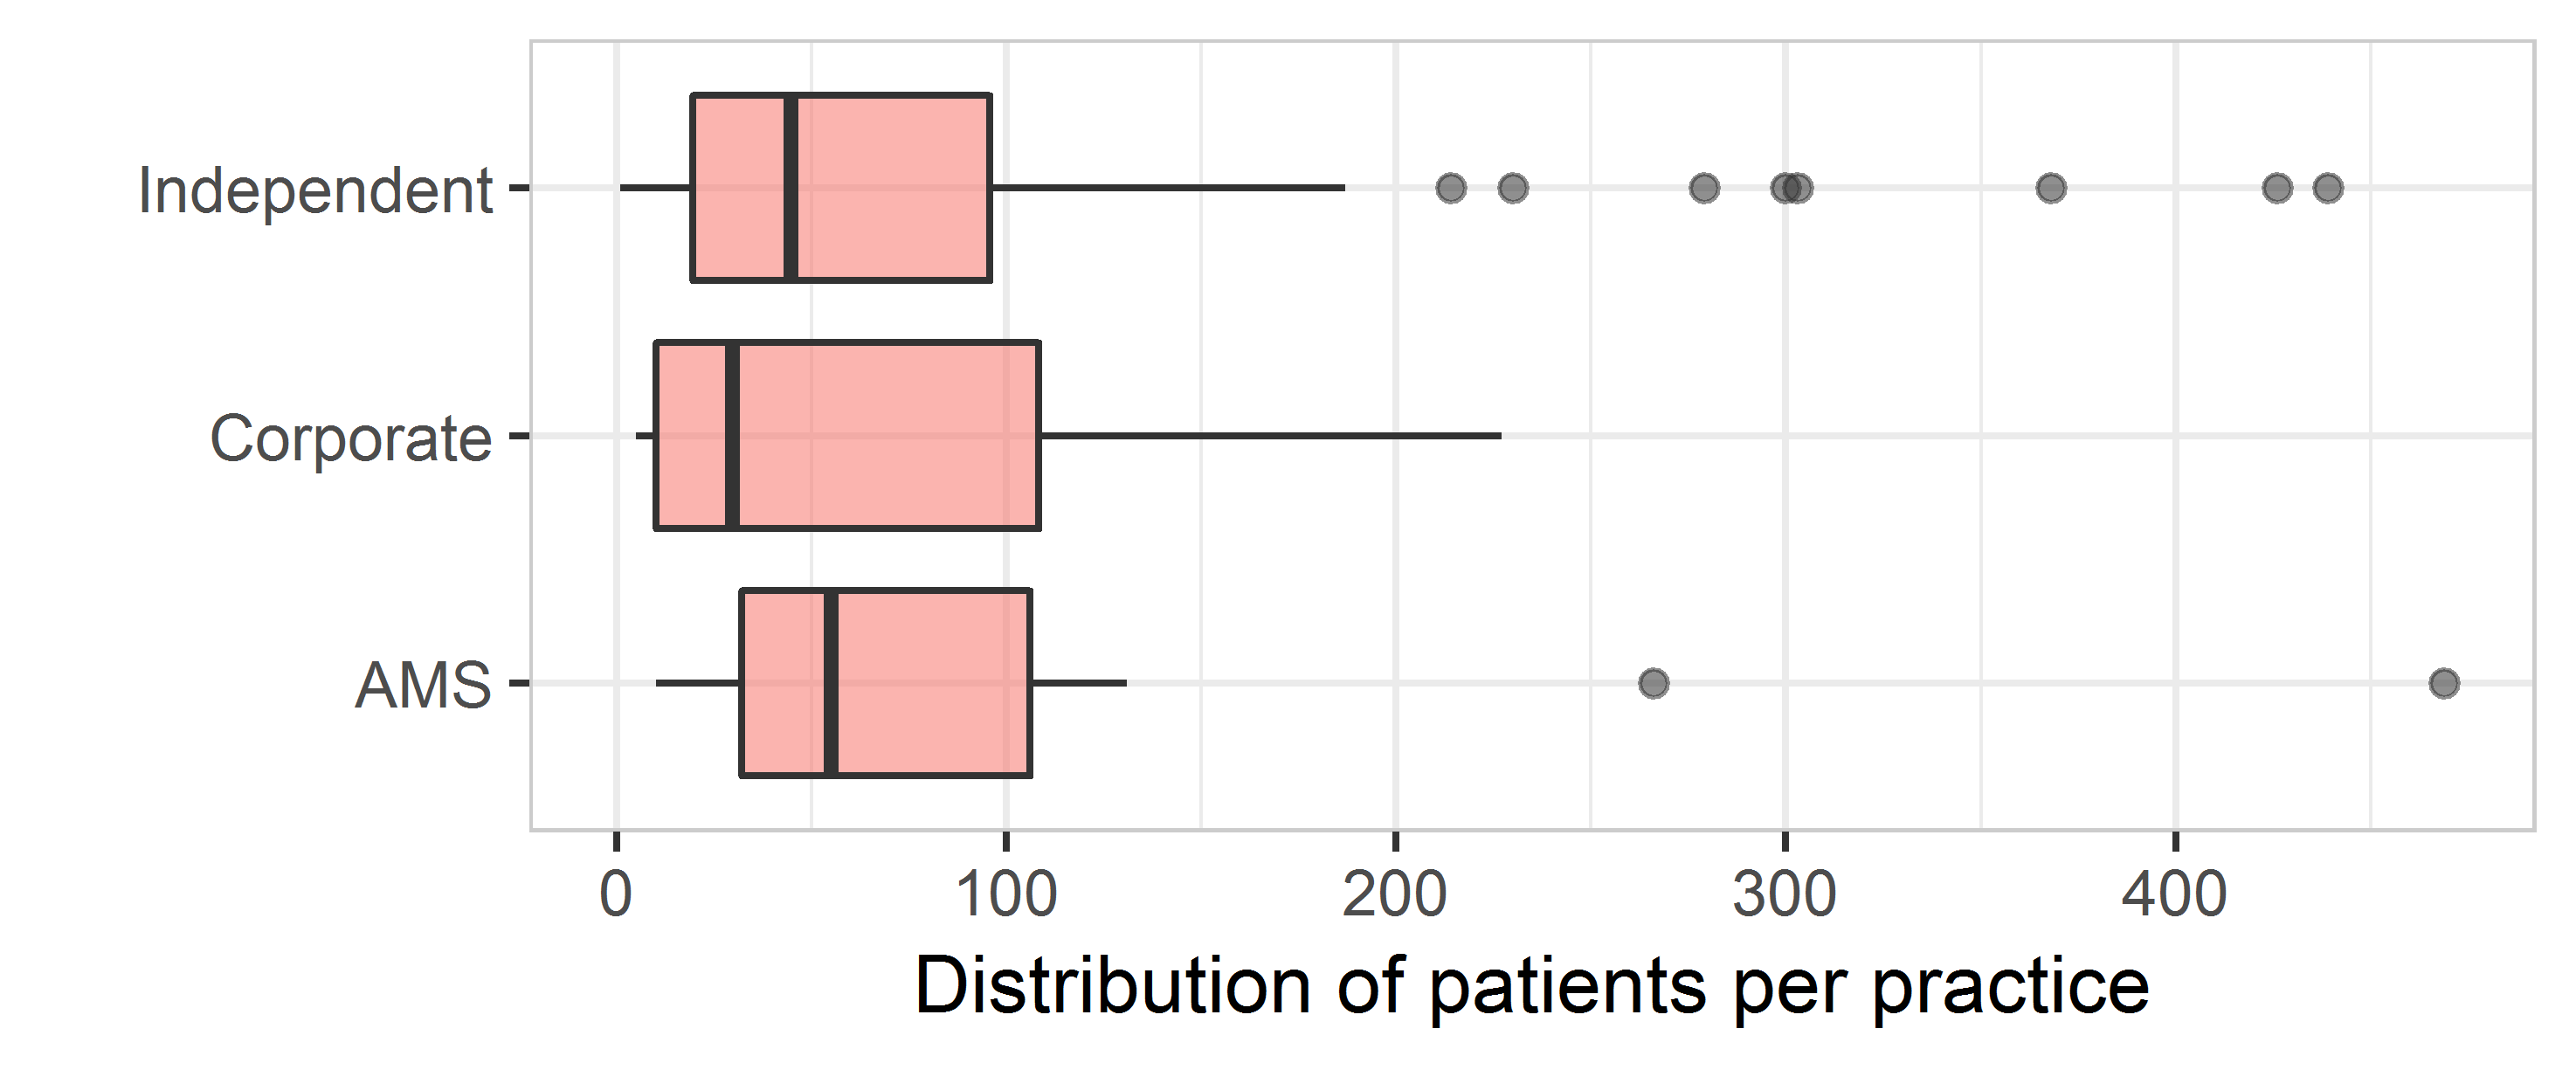 Independent
Corporate
AMS
0 100 200 300 400
Distribution of patients per practice